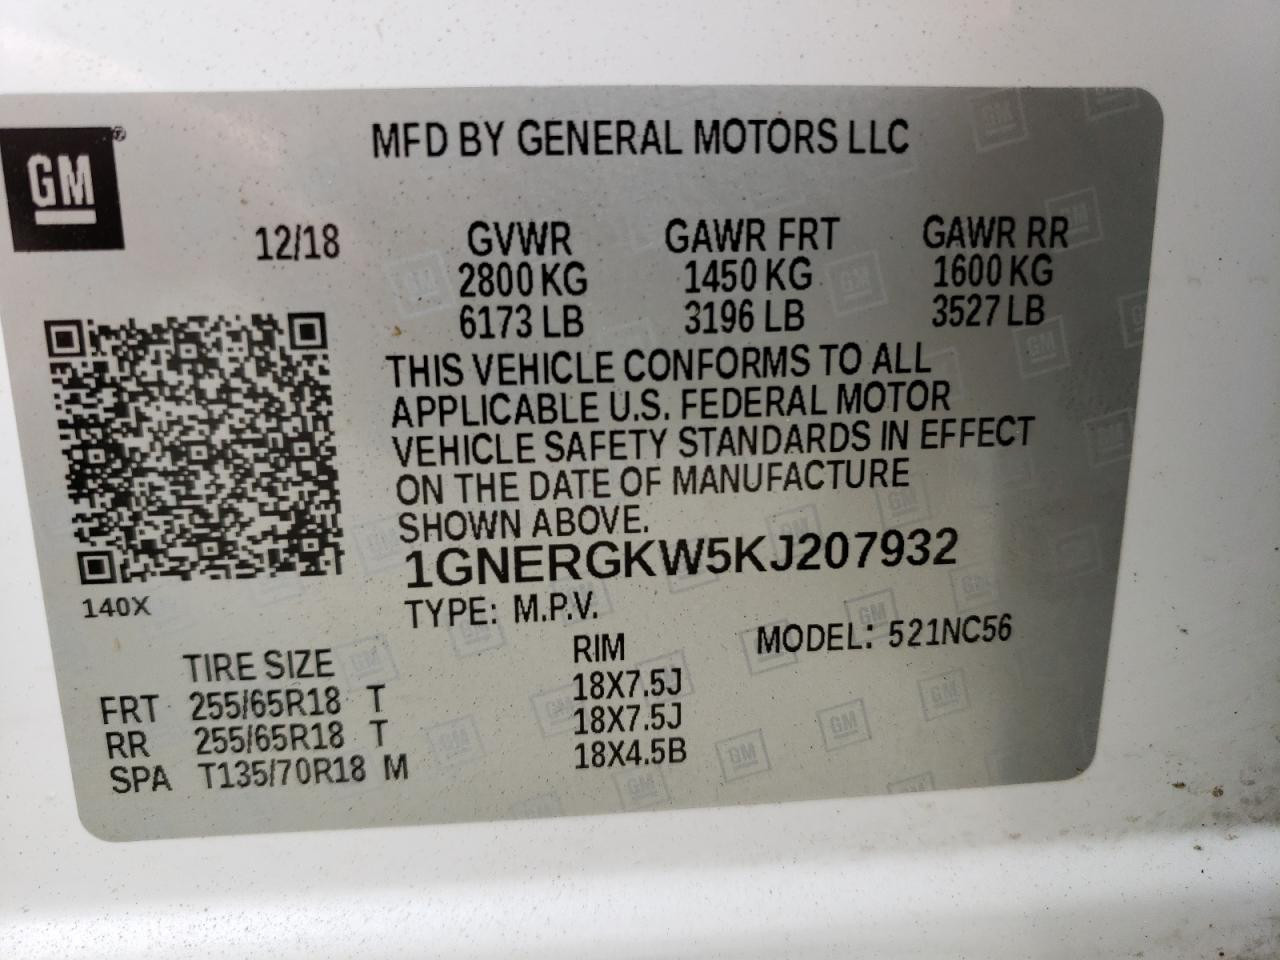 GM®
MFD BY GENERAL MOTORS LLC
12/18 GVWR GAWR FRT GAWR RR
2800 KG 1450 KG 1600 KG
6173 LB 3196 LB 3527 LB
THIS VEHICLE CONFORMS TO ALL
APPLICABLE U.S. FEDERAL MOTOR
VEHICLE SAFETY STANDARDS IN EFFECT
ON THE DATE OF MANUFACTURE
SHOWN ABOVE.
1GNERGKW5KJ207932
140X
TYPE: M.P.V.
MODEL: 521NC56
TIRE SIZE RIM
FRT 255/65R18 T 18X7.5J
RR 255/65R18 T 18X7.5J
SPA T135/70R18 M 18X4.5B